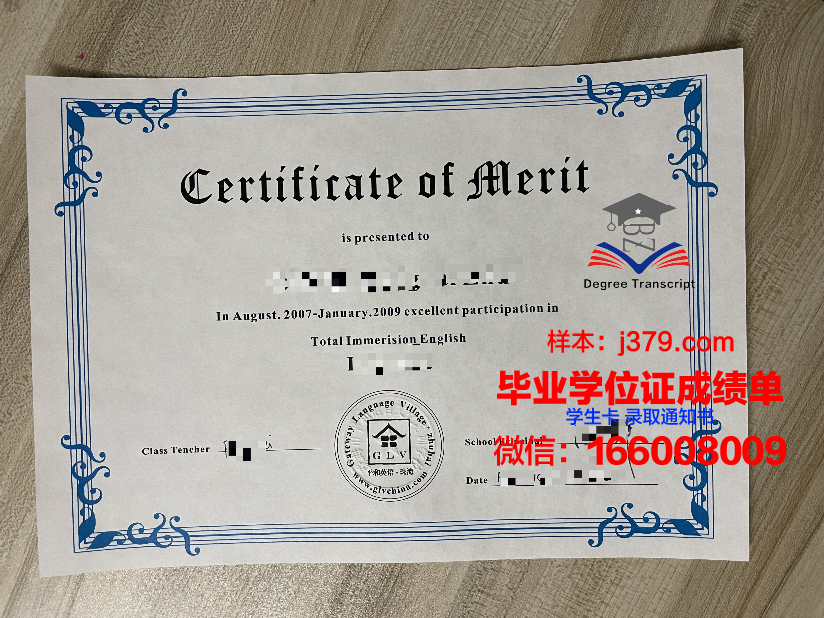 Certificate of Merit
is presented to
In August. 2007-January.2009 excellent participation in
Total Immerision English
BZ
Degree Transcript
样本：j379.com
毕业学位证成绩单
学生卡 录取通知书
微信：166008009
Class Tencher
School
Date
Gateway Language Village · zhuhai
GLV
www.glvchina.com